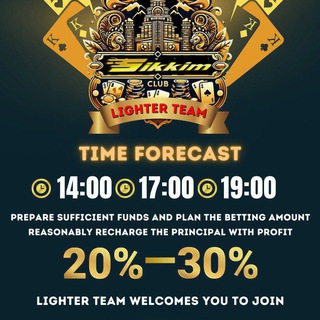 Sikkim
CLUB
LIGHTER TEAM
TIME FORECAST
14:00 17:00 19:00
PREPARE SUFFICIENT FUNDS AND PLAN THE BETTING AMOUNT
REASONABLY RECHARGE THE PRINCIPAL WITH PROFIT
20%—30%
LIGHTER TEAM WELCOMES YOU TO JOIN